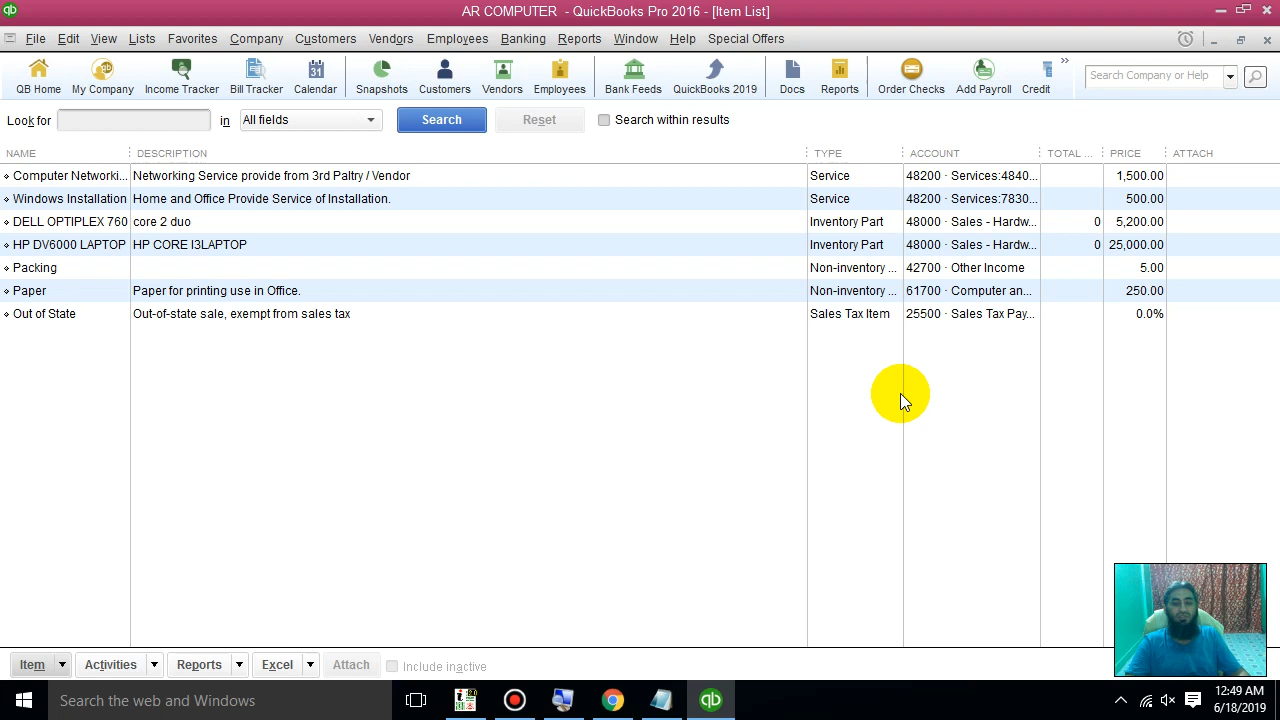 AR COMPUTER - QuickBooks Pro 2016 - [Item List]
File Edit View Lists Favorites Company Customers Vendors Employees Banking Reports Window Help Special Offers
QB Home My Company Income Tracker Bill Tracker Calendar Snapshots Customers Vendors Employees Bank Feeds QuickBooks 2019 Docs Reports Order Checks Add Payroll Credit » Search Company or Help
Look for in All fields Search Reset Search within results
NAME DESCRIPTION TYPE ACCOUNT TOTAL ... PRICE ATTACH
Computer Networki... Networking Service provide from 3rd Paltry / Vendor Service 48200 · Services:4840... 1,500.00
Windows Installation Home and Office Provide Service of Installation. Service 48200 · Services:7830... 500.00
DELL OPTIPLEX 760 core 2 duo Inventory Part 48000 · Sales - Hardw... 0 5,200.00
HP DV6000 LAPTOP HP CORE I3LAPTOP Inventory Part 48000 · Sales - Hardw... 0 25,000.00
Packing Non-inventory ... 42700 · Other Income 5.00
Paper Paper for printing use in Office. Non-inventory ... 61700 · Computer an... 250.00
Out of State Out-of-state sale, exempt from sales tax Sales Tax Item 25500 · Sales Tax Pay... 0.0%
Item Activities Reports Excel Attach Include inactive
Search the web and Windows 12:49 AM
6/18/2019